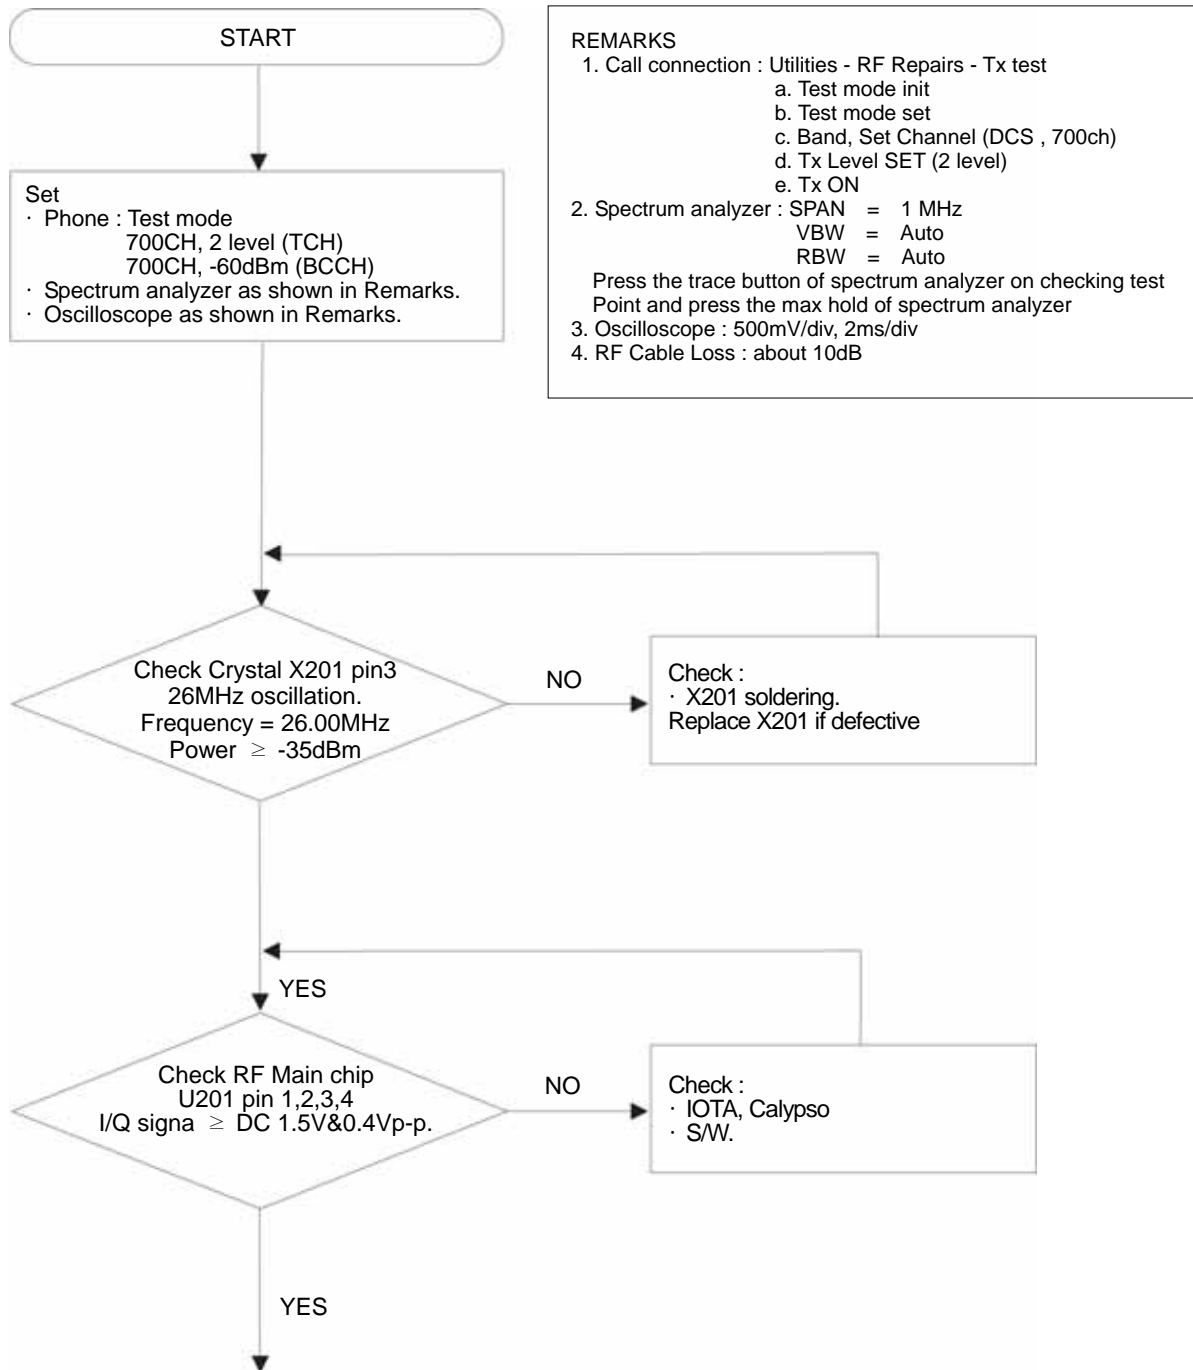 START
REMARKS
1. Call connection : Utilities - RF Repairs - Tx test
a. Test mode init
b. Test mode set
c. Band, Set Channel (DCS , 700ch)
d. Tx Level SET (2 level)
e. Tx ON
2. Spectrum analyzer : SPAN = 1 MHz
VBW = Auto
RBW = Auto
Press the trace button of spectrum analyzer on checking test
Point and press the max hold of spectrum analyzer
3. Oscilloscope : 500mV/div, 2ms/div
4. RF Cable Loss : about 10dB
Set
· Phone : Test mode
700CH, 2 level (TCH)
700CH, -60dBm (BCCH)
· Spectrum analyzer as shown in Remarks.
· Oscilloscope as shown in Remarks.
Check Crystal X201 pin3
26MHz oscillation.
Frequency = 26.00MHz
Power ≥ -35dBm
NO
Check :
· X201 soldering.
Replace X201 if defective
YES
Check RF Main chip
U201 pin 1,2,3,4
I/Q signa ≥ DC 1.5V&0.4Vp-p.
NO
Check :
· IOTA, Calypso
· S/W.
YES